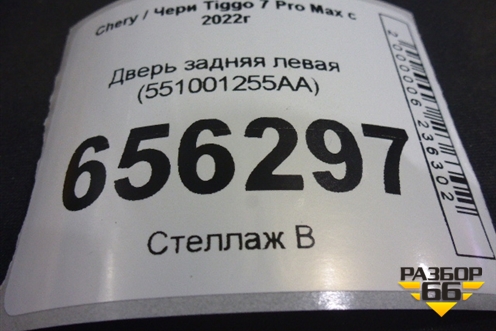 Chery / Чери Tiggo 7 Pro Max с
2022г
Дверь задняя левая
(551001255AA)
656297
Стеллаж В
2000006236302
РАЗБОР
66